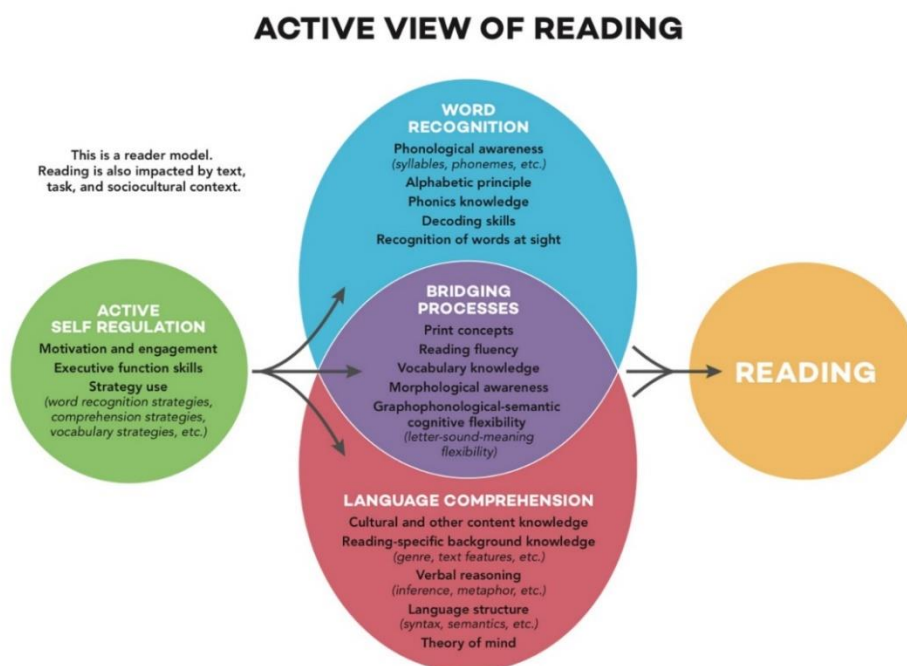 ACTIVE VIEW OF READING
This is a reader model.
Reading is also impacted by text,
task, and sociocultural context.
WORD
RECOGNITION
Phonological awareness
(syllables, phonemes, etc.)
Alphabetic principle
Phonics knowledge
Decoding skills
Recognition of words at sight
ACTIVE
SELF REGULATION
Motivation and engagement
Executive function skills
Strategy use
(word recognition strategies,
comprehension strategies,
vocabulary strategies, etc.)
BRIDGING
PROCESSES
Print concepts
Reading fluency
Vocabulary knowledge
Morphological awareness
Graphophonological-semantic
cognitive flexibility
(letter-sound-meaning
flexibility)
READING
LANGUAGE COMPREHENSION
Cultural and other content knowledge
Reading-specific background knowledge
(genre, text features, etc.)
Verbal reasoning
(inference, metaphor, etc.)
Language structure
(syntax, semantics, etc.)
Theory of mind